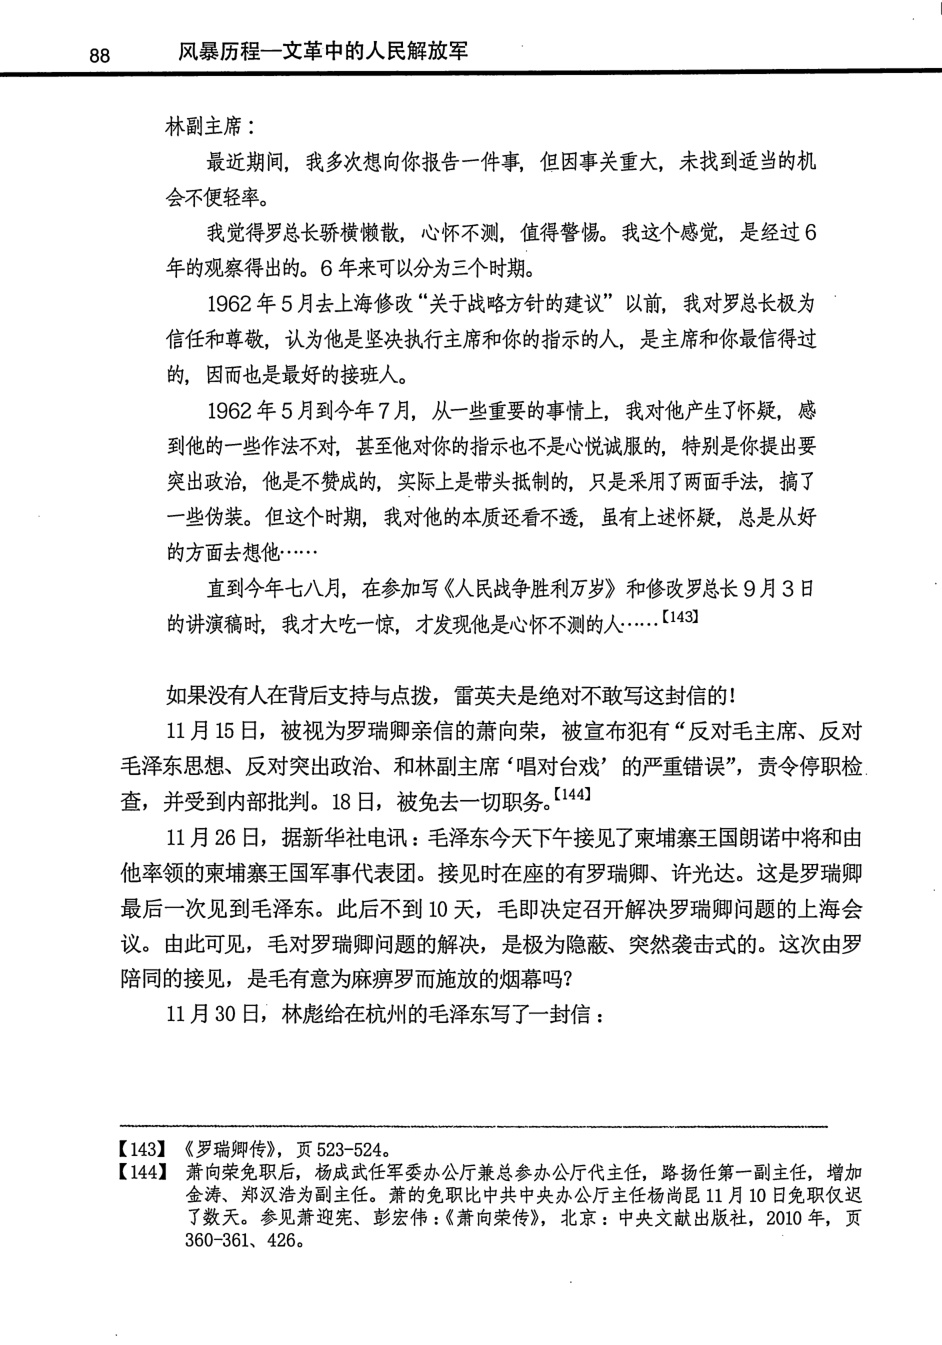 88 风暴历程—文革中的人民解放军
林副主席：
最近期间，我多次想向你报告一件事，但因事关重大，未找到适当的机
会不便轻率。
我觉得罗总长骄横懒散，心怀不测，值得警惕。我这个感觉，是经过6
年的观察得出的。6年来可以分为三个时期。
1962年5月去上海修改“关于战略方针的建议”以前，我对罗总长极为
信任和尊敬，认为他是坚决执行主席和你的指示的人，是主席和你最信得过
的，因而也是最好的接班人。
1962年5月到今年7月，从一些重要的事情上，我对他产生了怀疑，感
到他的一些作法不对，甚至他对你的指示也不是心悦诚服的，特别是你提出要
突出政治，他是不赞成的，实际上是带头抵制的，只是采用了两面手法，搞了
一些伪装。但这个时期，我对他的本质还看不透，虽有上述怀疑，总是从好
的方面去想他……
直到今年七八月，在参加写《人民战争胜利万岁》和修改罗总长9月3日
的讲演稿时，我才大吃一惊，才发现他是心怀不测的人……【143】
如果没有人在背后支持与点拨，雷英夫是绝对不敢写这封信的！
11月15日，被视为罗瑞卿亲信的萧向荣，被宣布犯有“反对毛主席、反对
毛泽东思想、反对突出政治、和林副主席‘唱对台戏’的严重错误”，责令停职检
查，并受到内部批判。18日，被免去一切职务。【144】
11月26日，据新华社电讯：毛泽东今天下午接见了柬埔寨王国朗诺中将和由
他率领的柬埔寨王国军事代表团。接见时在座的有罗瑞卿、许光达。这是罗瑞卿
最后一次见到毛泽东。此后不到10天，毛即决定召开解决罗瑞卿问题的上海会
议。由此可见，毛对罗瑞卿问题的解决，是极为隐蔽、突然袭击式的。这次由罗
陪同的接见，是毛有意为麻痹罗而施放的烟幕吗？
11月30日，林彪给在杭州的毛泽东写了一封信：
【143】《罗瑞卿传》，页523-524。
【144】 萧向荣免职后，杨成武任军委办公厅兼总参办公厅代主任，路扬任第一副主任，增加
金涛、郑汉浩为副主任。萧的免职比中共中央办公厅主任杨尚昆11月10日免职仅迟
了数天。参见萧迎宪、彭宏伟：《萧向荣传》，北京：中央文献出版社，2010年，页
360-361、426。